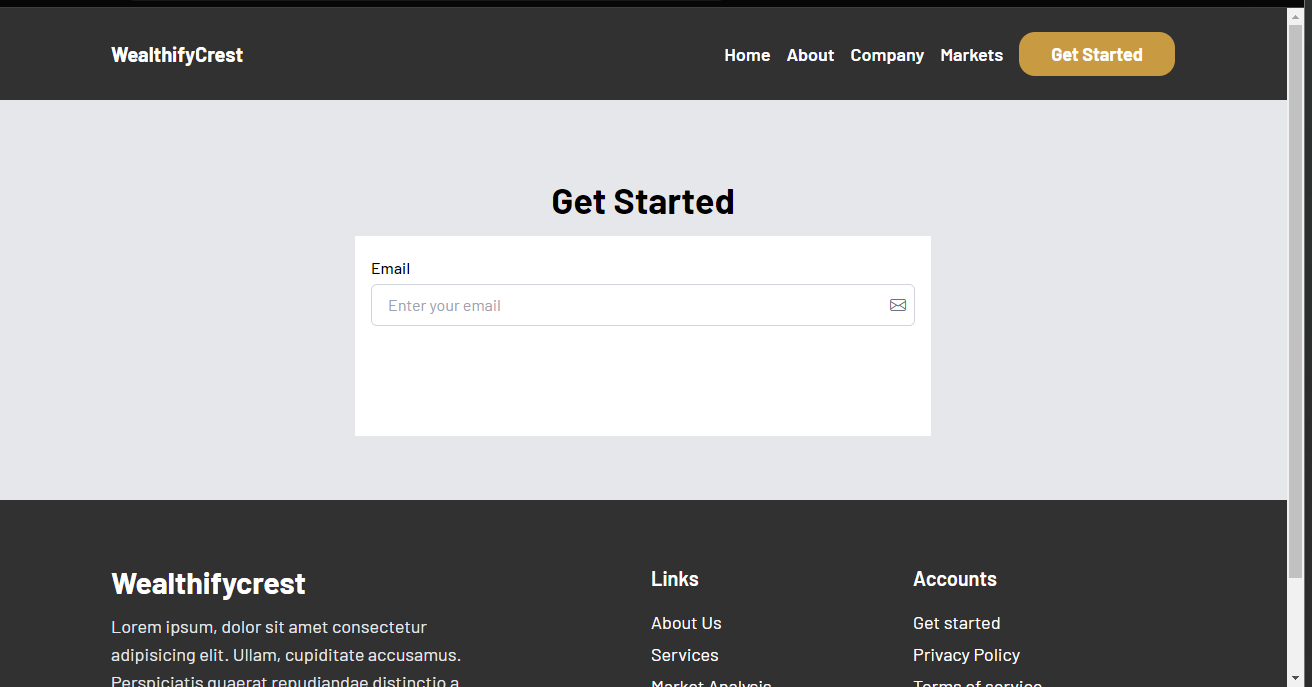 WealthifyCrest
Home About Company Markets Get Started
Get Started
Email
Enter your email
Wealthifycrest
Lorem ipsum, dolor sit amet consectetur
adipisicing elit. Ullam, cupiditate accusamus.
Perspiciatis quaerat repudiandae distinctio a
Links
About Us
Services
Market Analysis
Accounts
Get started
Privacy Policy
Terms of service